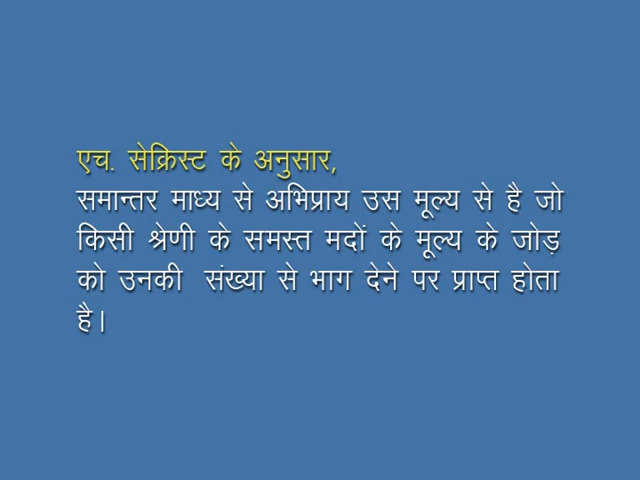 एच. सेक्रिस्ट के अनुसार,
समान्तर माध्य से अभिप्राय उस मूल्य से है जो
किसी श्रेणी के समस्त मदों के मूल्य के जोड़
को उनकी संख्या से भाग देने पर प्राप्त होता
है।